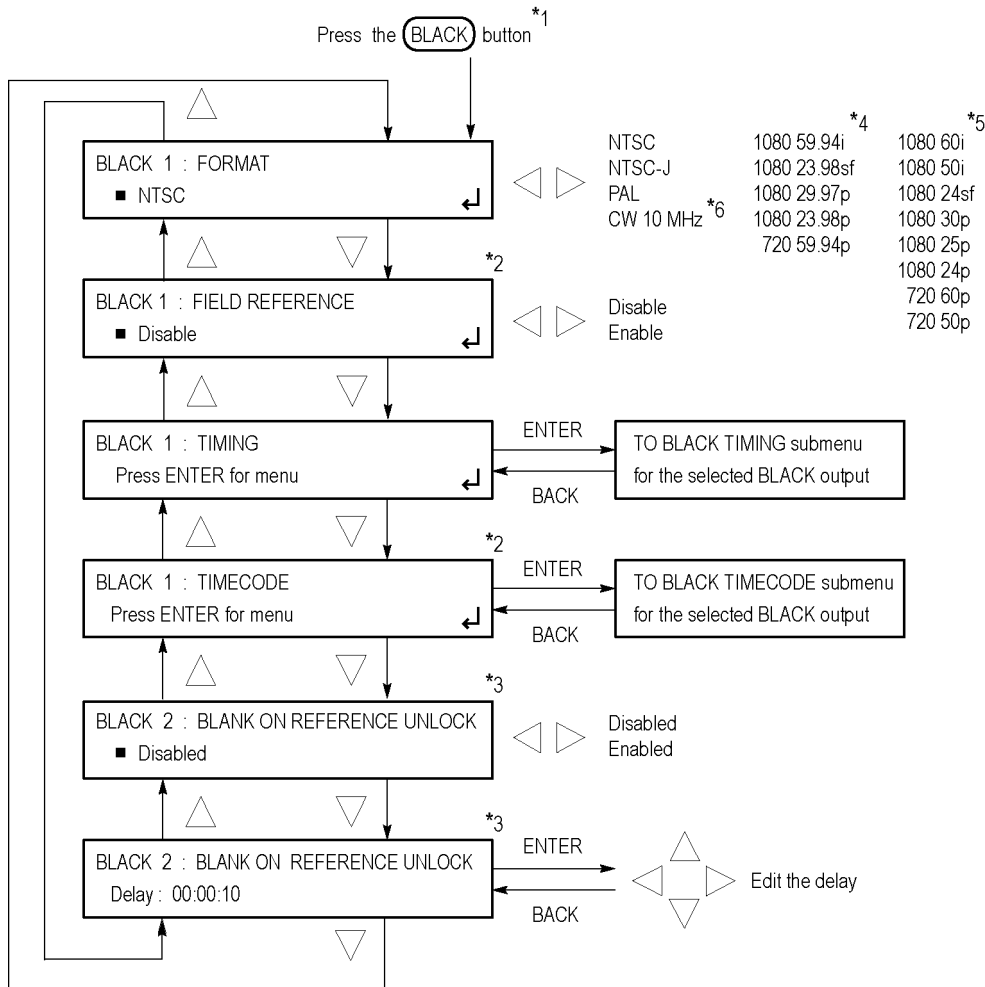 Press the BLACK button *1
BLACK 1 : FORMAT
■ NTSC
NTSC
NTSC-J
PAL
CW 10 MHz *6
*4
1080 59.94i
1080 23.98sf
1080 29.97p
1080 23.98p
720 59.94p
*5
1080 60i
1080 50i
1080 24sf
1080 30p
1080 25p
1080 24p
720 60p
720 50p
*2
BLACK 1 : FIELD REFERENCE
■ Disable
Disable
Enable
BLACK 1 : TIMING
Press ENTER for menu
ENTER
BACK
TO BLACK TIMING submenu
for the selected BLACK output
*2
BLACK 1 : TIMECODE
Press ENTER for menu
ENTER
BACK
TO BLACK TIMECODE submenu
for the selected BLACK output
*3
BLACK 2 : BLANK ON REFERENCE UNLOCK
■ Disabled
Disabled
Enabled
*3
BLACK 2 : BLANK ON REFERENCE UNLOCK
Delay : 00:00:10
ENTER
BACK
Edit the delay